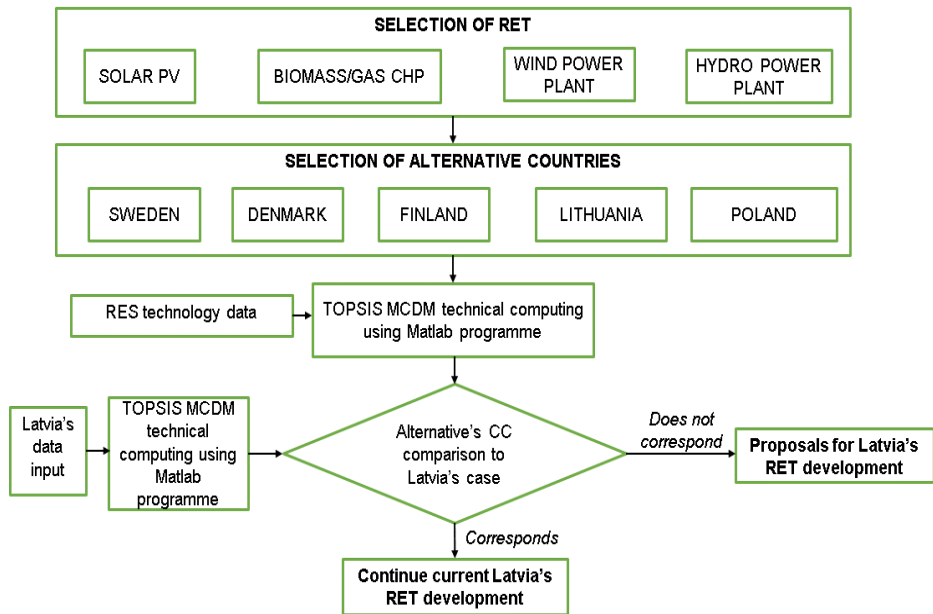 SELECTION OF RET
SOLAR PV
BIOMASS/GAS CHP
WIND POWER
PLANT
HYDRO POWER
PLANT
SELECTION OF ALTERNATIVE COUNTRIES
SWEDEN
DENMARK
FINLAND
LITHUANIA
POLAND
RES technology data
TOPSIS MCDM technical computing
using Matlab programme
Latvia's
data
input
TOPSIS MCDM
technical
computing using
Matlab
programme
Alternative's CC
comparison to
Latvia's case
Does not
correspond
Proposals for Latvia's
RET development
Corresponds
Continue current Latvia's
RET development